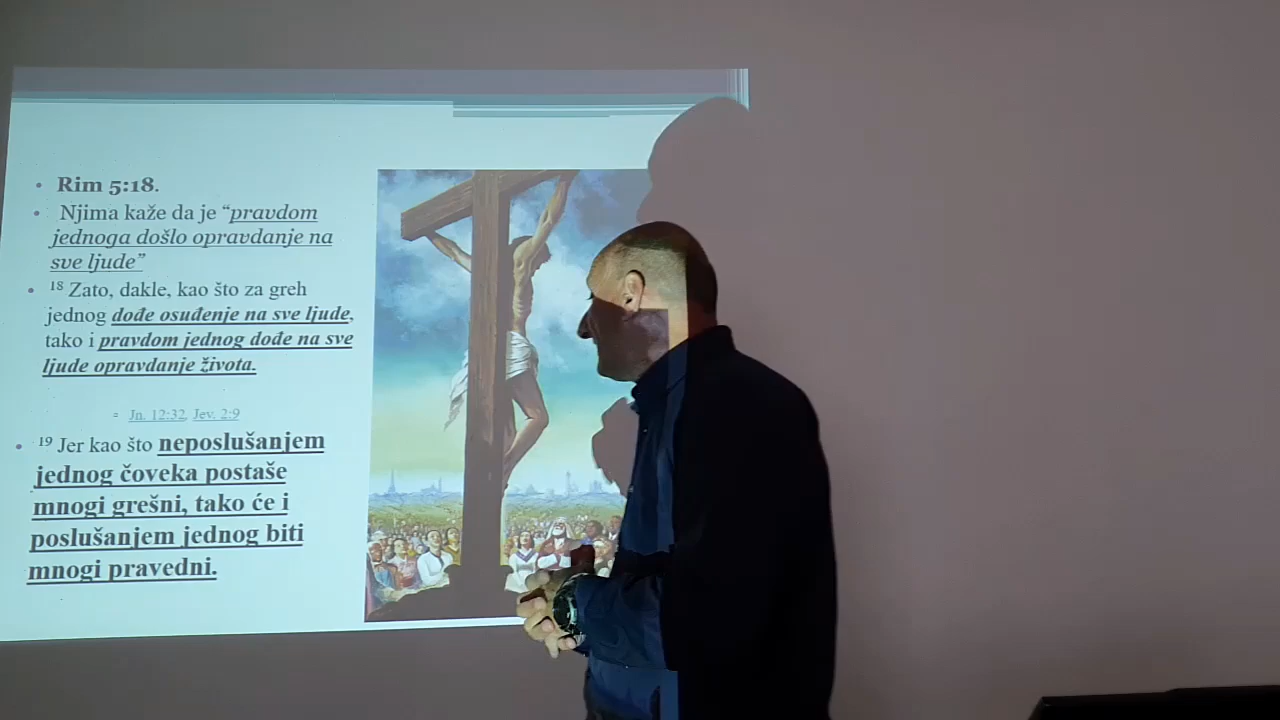 Rim 5:18.
Njima kaže da je “pravdom
jednoga došlo opravdanje na
sve ljude”
18 Zato, dakle, kao što za greh
jednog dođe osuđenje na sve ljude,
tako i pravdom jednog dođe na sve
ljude opravdanje života.
Jn. 12:32, Jev. 2:9
19 Jer kao što neposlušanjem
jednog čoveka postaše
mnogi grešni, tako će i
poslušanjem jednog biti
mnogi pravedni.